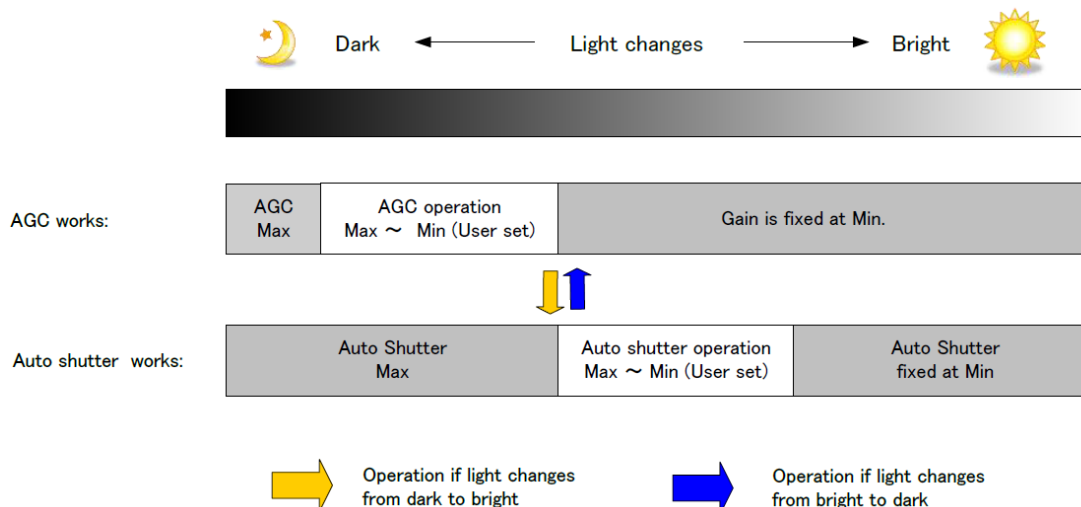 Dark
Light changes
Bright
AGC works:
AGC
Max
AGC operation
Max ～ Min (User set)
Gain is fixed at Min.
Auto shutter works:
Auto Shutter
Max
Auto shutter operation
Max ～ Min (User set)
Auto Shutter
fixed at Min
Operation if light changes
from dark to bright
Operation if light changes
from bright to dark